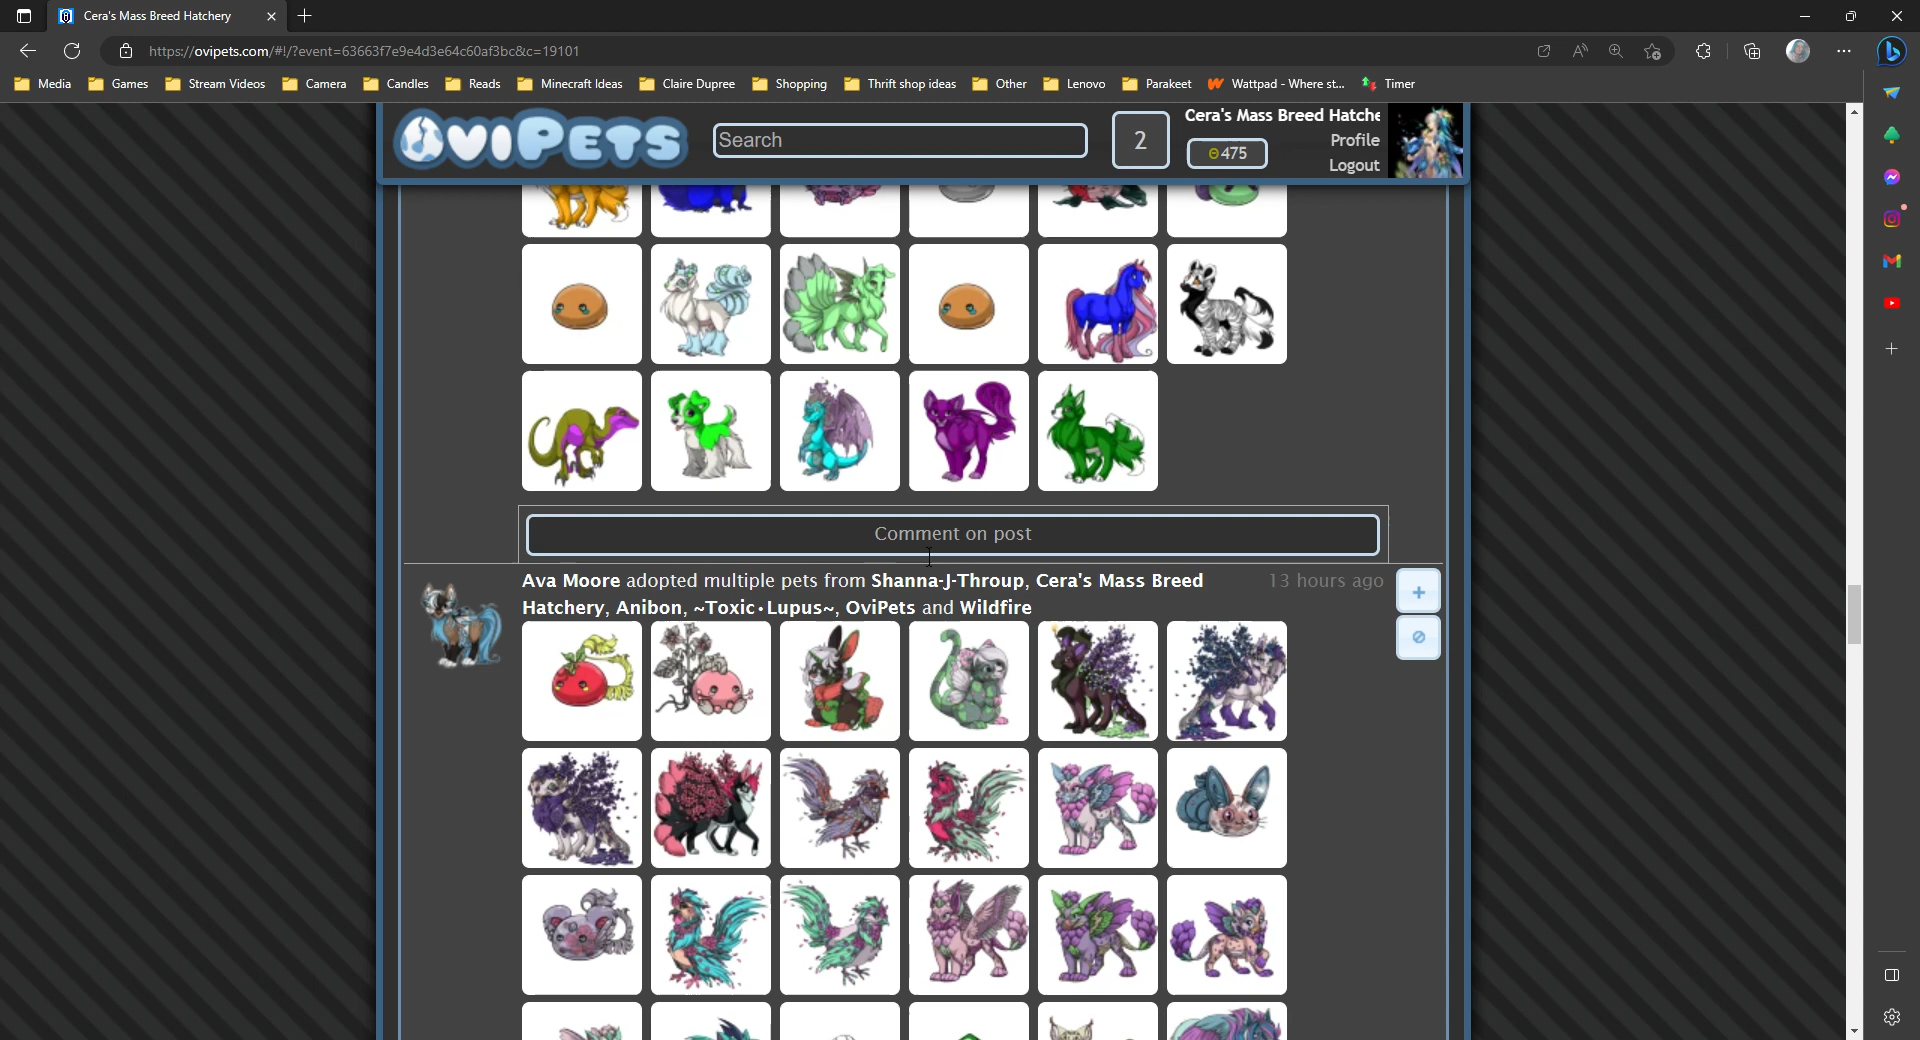 Cera's Mass Breed Hatchery
https://ovipets.com/#!/?event=63663f7e9e4d3e64c60af3bc&c=19101
Media Games Stream Videos Camera Candles Reads Minecraft Ideas Claire Dupree Shopping Thrift shop ideas Other Lenovo Parakeet Wattpad - Where st... Timer
OviPets
Search
2
Cera's Mass Breed Hatche
475
Profile
Logout
Comment on post
Ava Moore adopted multiple pets from Shanna-J-Throup, Cera's Mass Breed
Hatchery, Anibon, ~Toxic•Lupus~, OviPets and Wildfire
13 hours ago